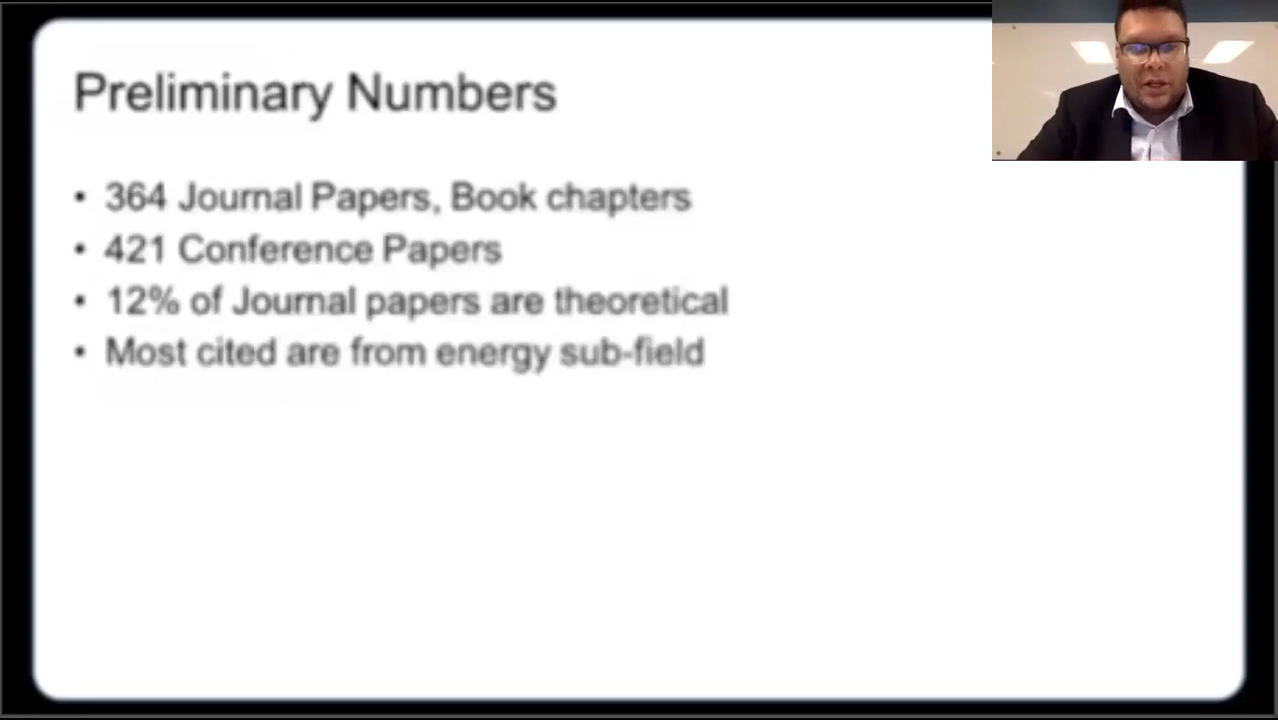 Preliminary Numbers
• 364 Journal Papers, Book chapters
• 421 Conference Papers
• 12% of Journal papers are theoretical
• Most cited are from energy sub-field